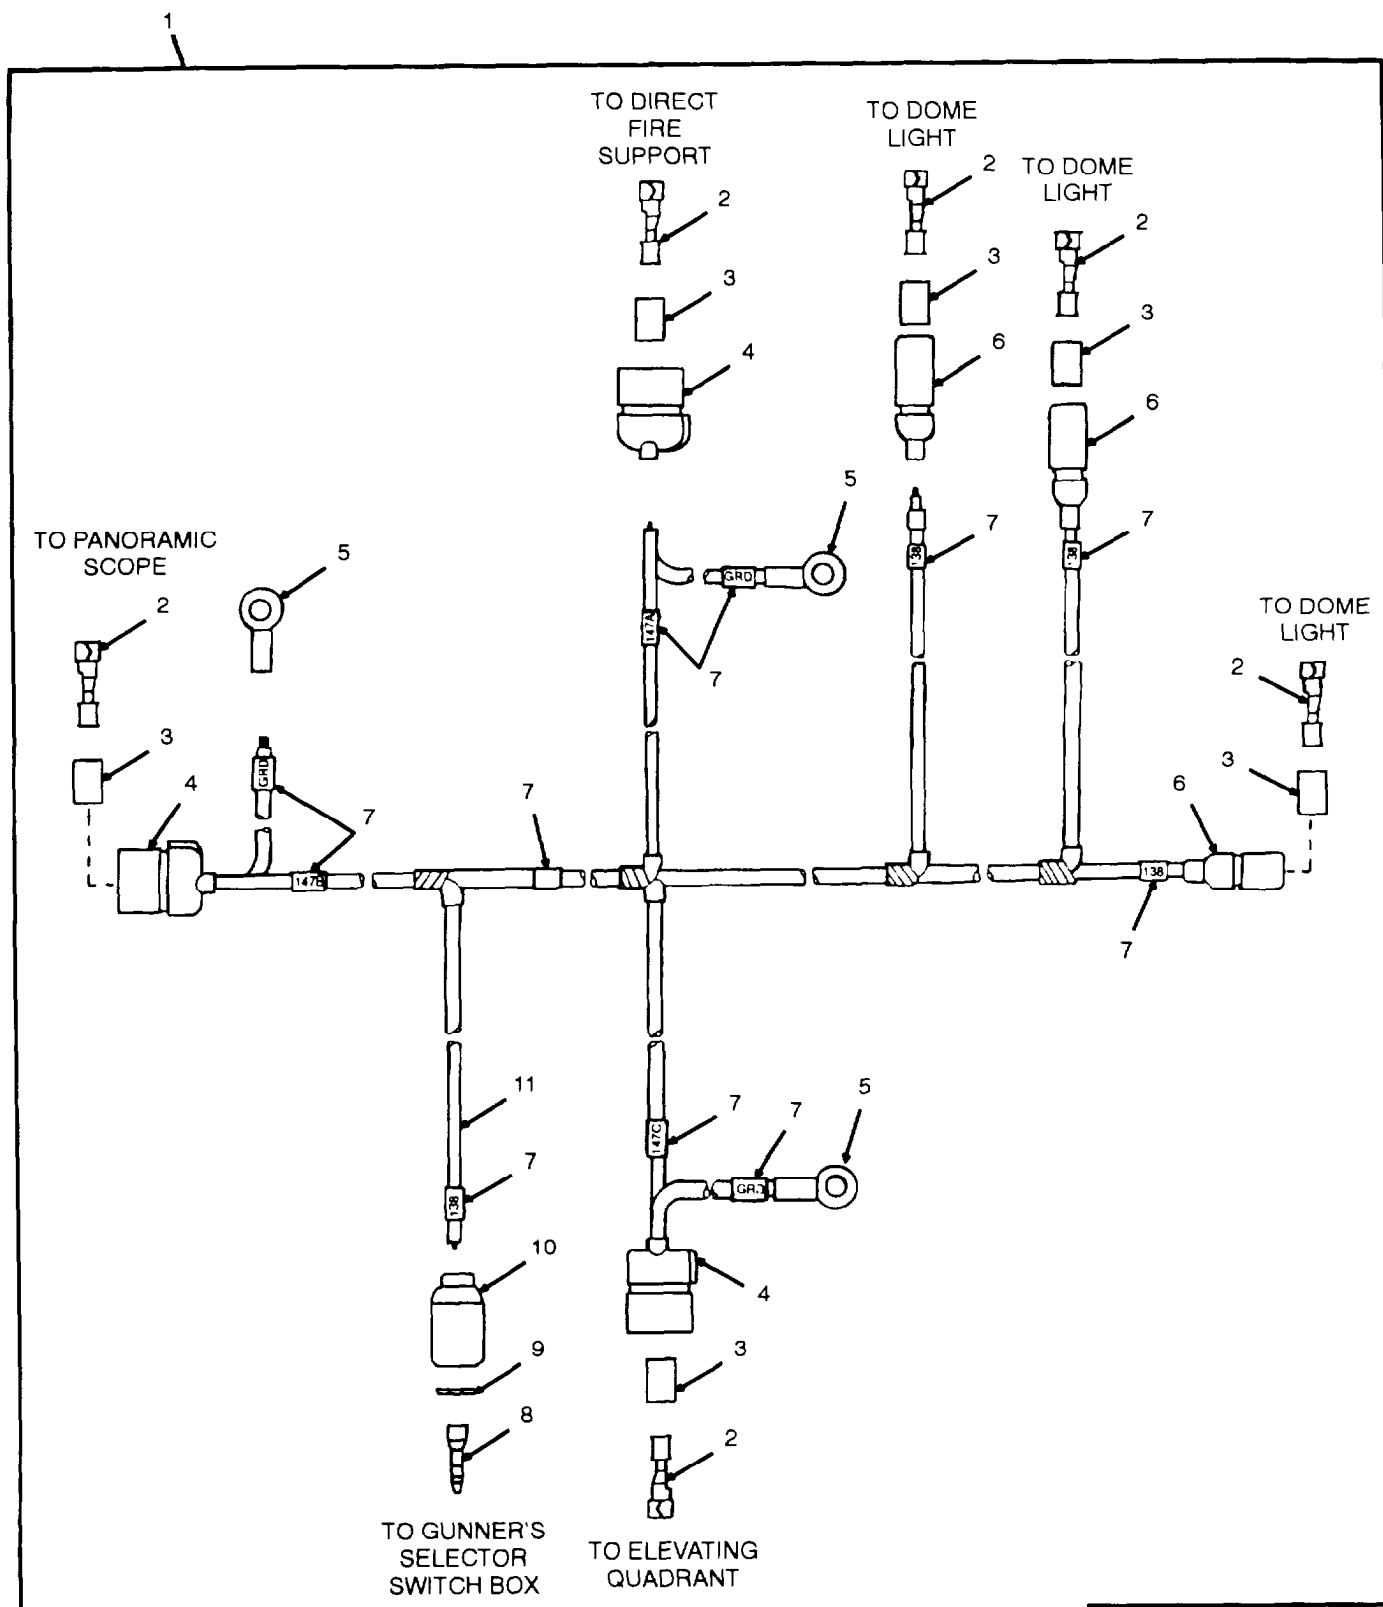 1
TO DIRECT
FIRE
SUPPORT
TO DOME
LIGHT
TO DOME
LIGHT
2
2
2
3
3
3
4
6
6
5
7
7
TO PANORAMIC
SCOPE
5
2
138
138
GRD
147A
7
TO DOME
LIGHT
2
3
4
GRD
7
7
3
6
147B
138
7
11
7
138
10
9
8
7
7
5
147C
GRD
4
3
2
TO GUNNER'S
SELECTOR
SWITCH BOX
TO ELEVATING
QUADRANT